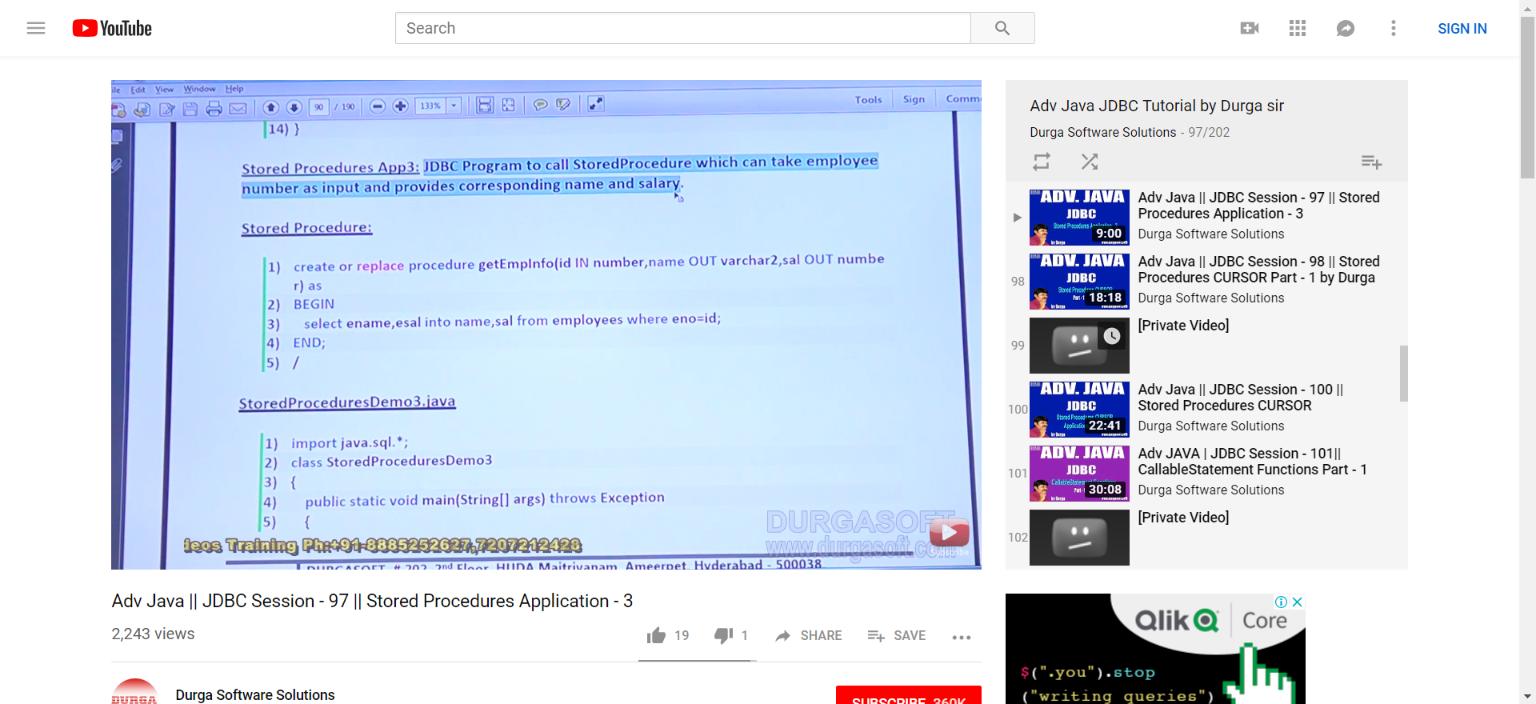 YouTube
Search
SIGN IN
Edit View Window Help
90 / 190 133% Tools Sign Comm
14) }
Stored Procedures App3: JDBC Program to call StoredProcedure which can take employee
number as input and provides corresponding name and salary.
Stored Procedure:
1) create or replace procedure getEmpInfo(id IN number,name OUT varchar2,sal OUT numbe
r) as
2) BEGIN
3) select ename,esal into name,sal from employees where eno=id;
4) END;
5) /
StoredProceduresDemo3.java
1) import java.sql.*;
2) class StoredProceduresDemo3
3) {
4) public static void main(String[] args) throws Exception
5) {
DURGASOFT
deos Training Ph:+91-8885252627,7207212428
www.durgasoft.com
DURGASOFT, # 202, 2nd Floor, HUDA Maitrivanam, Ameerpet, Hyderabad - 500038
Adv Java || JDBC Session - 97 || Stored Procedures Application - 3
2,243 views
19 1 SHARE SAVE
Durga Software Solutions
SUBSCRIBE 360K
Adv Java JDBC Tutorial by Durga sir
Durga Software Solutions - 97/202
ADV. JAVA
JDBC
Stored Procedures Application - 3
9:00
Adv Java || JDBC Session - 97 || Stored
Procedures Application - 3
Durga Software Solutions
98
ADV. JAVA
JDBC
18:18
Adv Java || JDBC Session - 98 || Stored
Procedures CURSOR Part - 1 by Durga
Durga Software Solutions
99
[Private Video]
100
ADV. JAVA
JDBC
22:41
Adv Java || JDBC Session - 100 ||
Stored Procedures CURSOR
Durga Software Solutions
101
ADV. JAVA
JDBC
30:08
Adv JAVA | JDBC Session - 101||
CallableStatement Functions Part - 1
Durga Software Solutions
102
[Private Video]
Qlik Core
$(".you").stop
("writing queries")